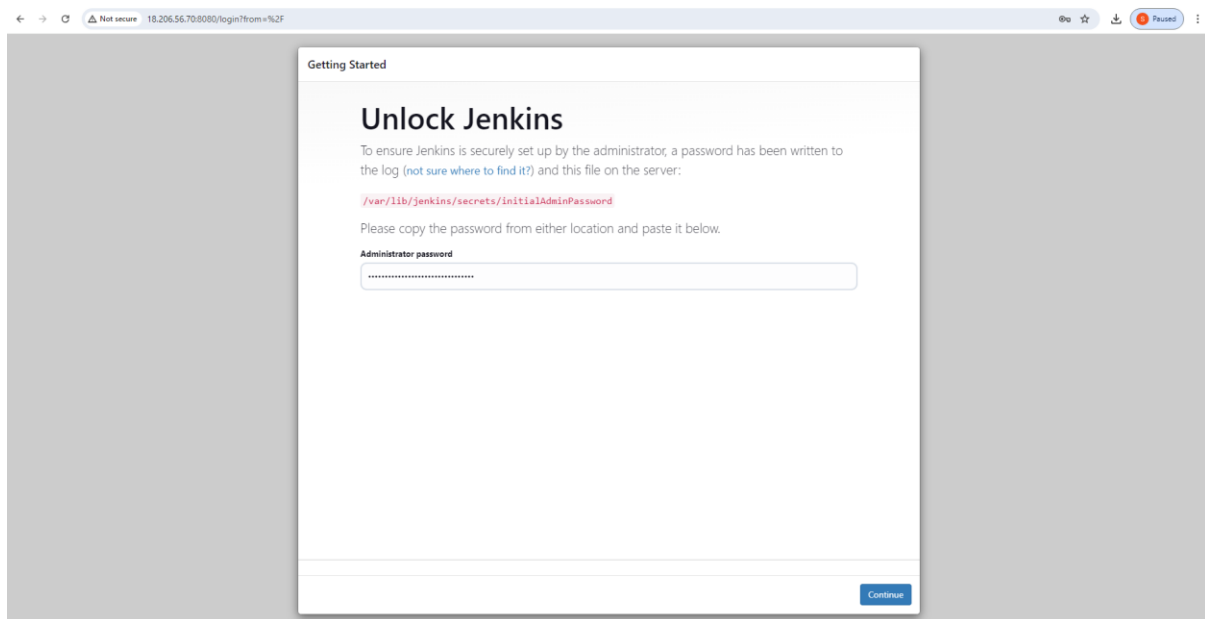 Not secure 18.206.56.70:8080/login?from=%2F S Paused
Getting Started
Unlock Jenkins
To ensure Jenkins is securely set up by the administrator, a password has been written to
the log (not sure where to find it?) and this file on the server:
/var/lib/jenkins/secrets/initialAdminPassword
Please copy the password from either location and paste it below.
Administrator password
••••••••••••••••••••••••••••••••
Continue